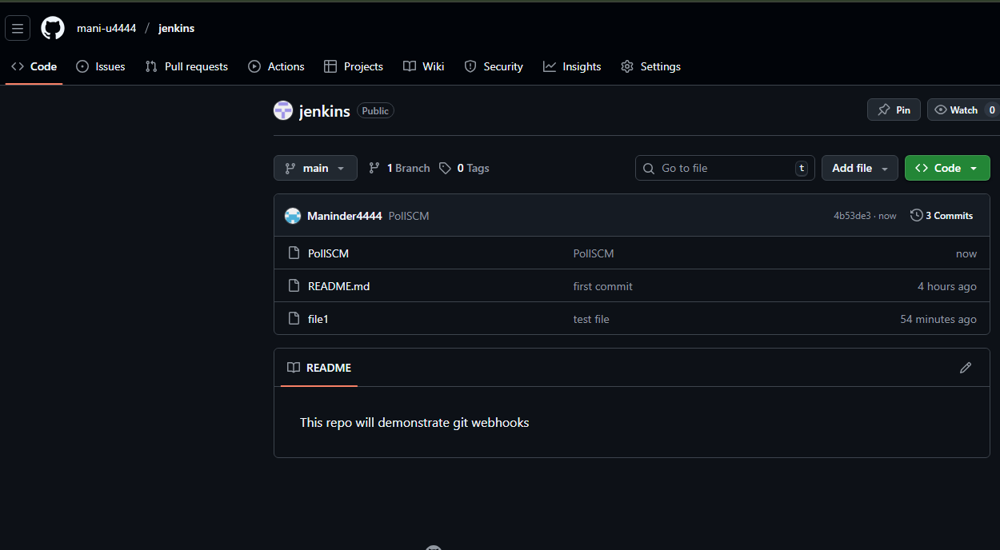 mani-u4444 / jenkins
Code Issues Pull requests Actions Projects Wiki Security Insights Settings
jenkins Public Pin Watch 0
main 1 Branch 0 Tags Go to file t Add file Code
Maninder4444 PollSCM 4b53de3 · now 3 Commits
PollSCM PollSCM now
README.md first commit 4 hours ago
file1 test file 54 minutes ago
README
This repo will demonstrate git webhooks